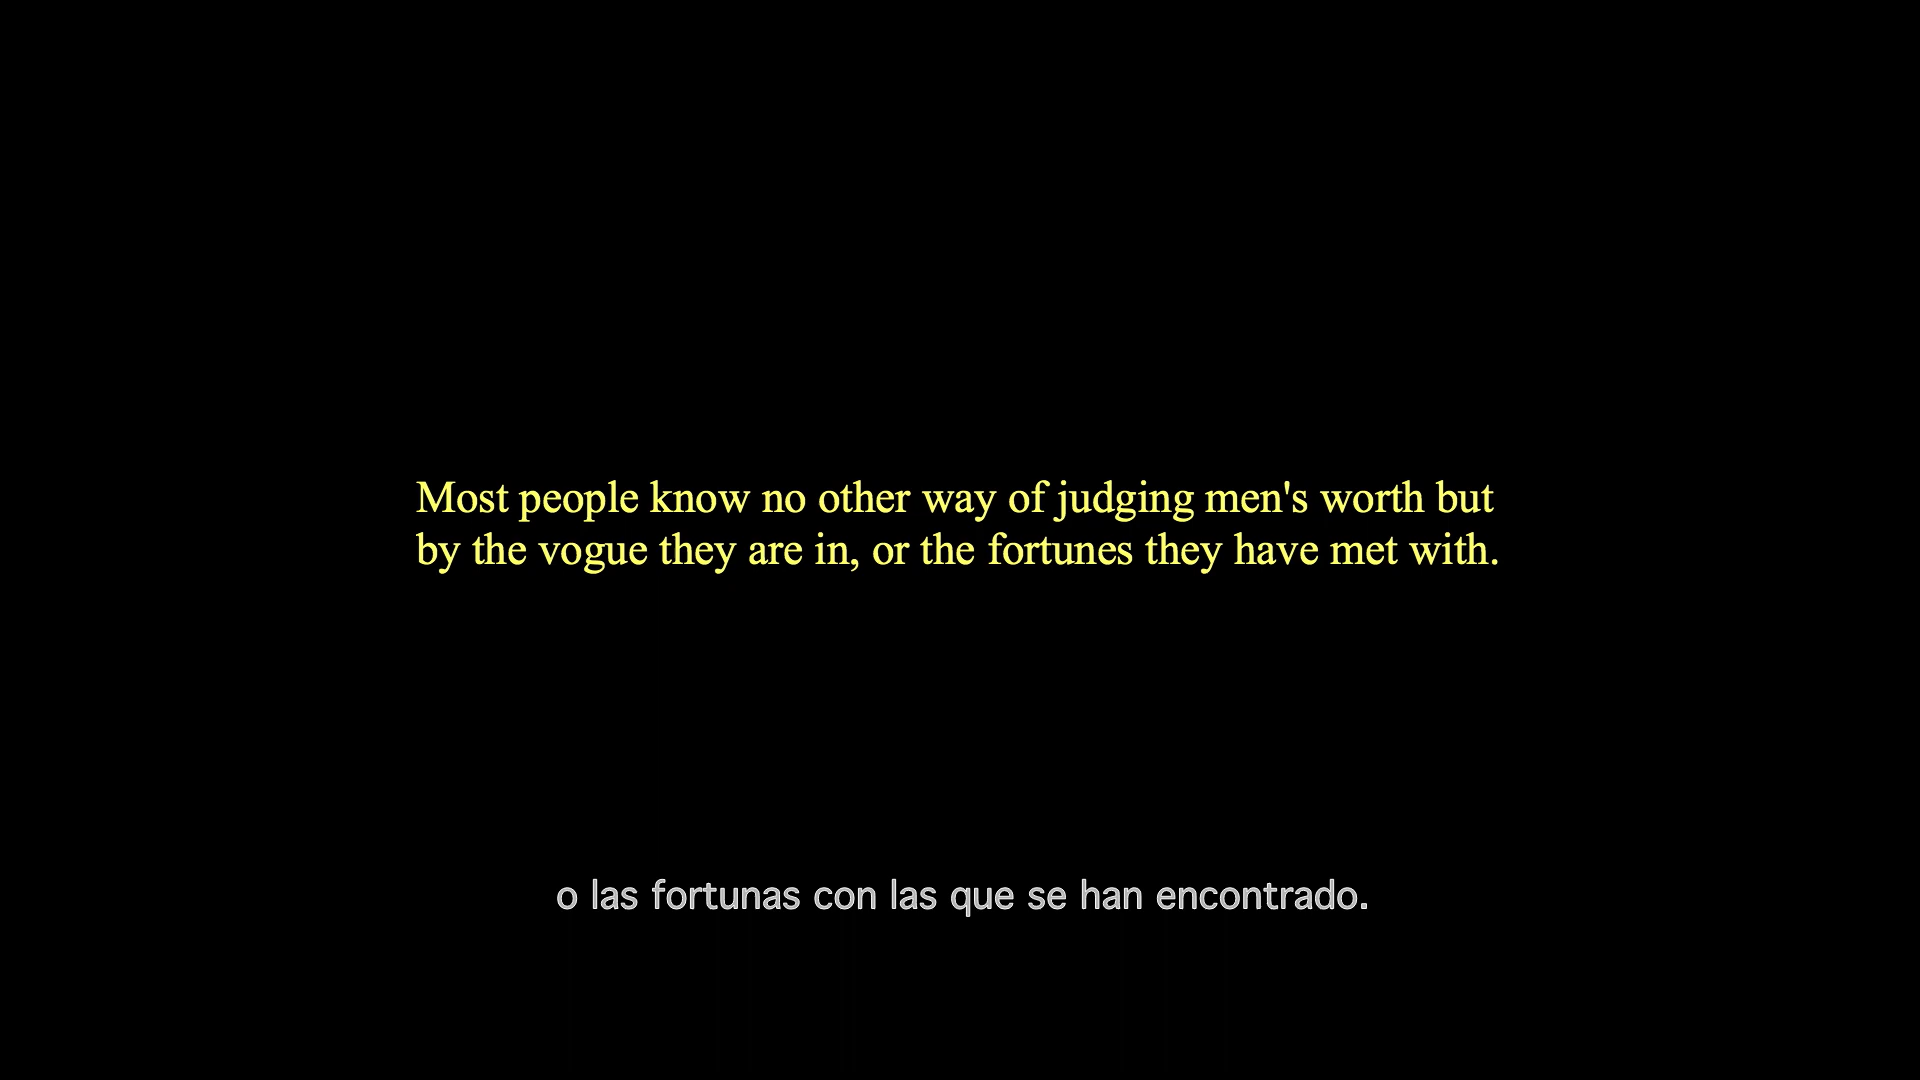 Most people know no other way of judging men's worth but
by the vogue they are in, or the fortunes they have met with.
o las fortunas con las que se han encontrado.